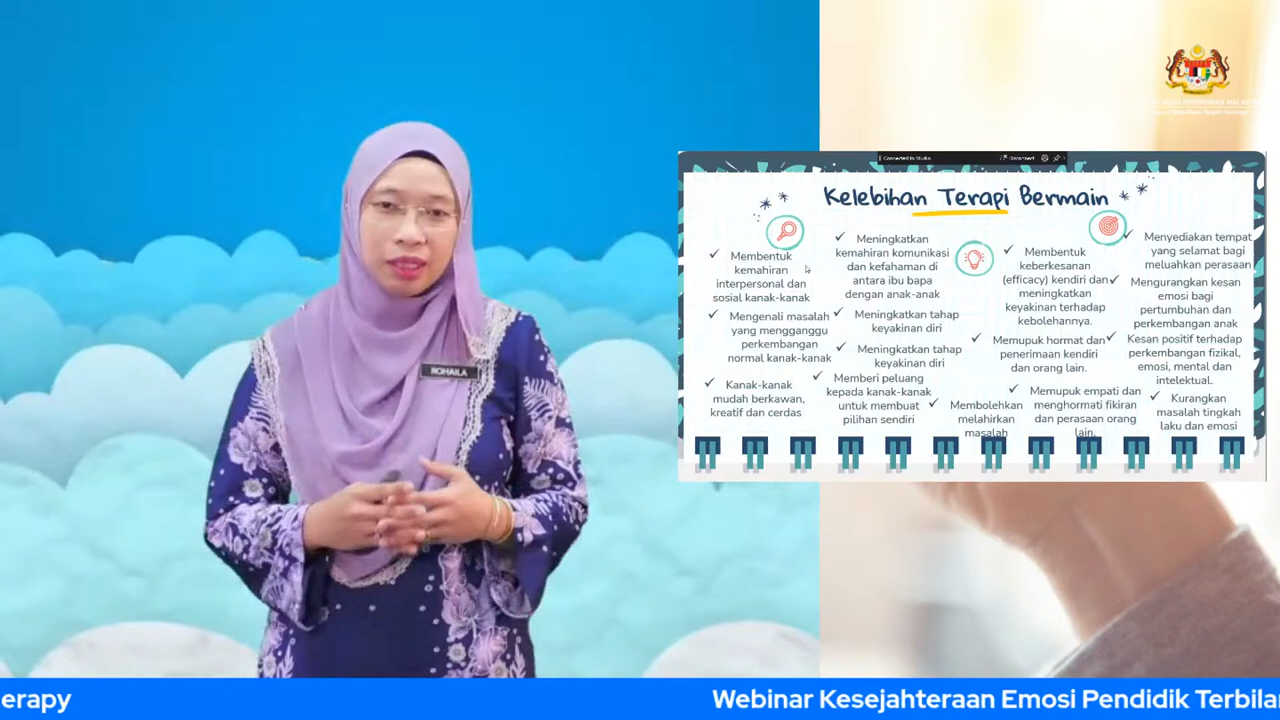 Connected to Studio
Disconnect
Kelebihan Terapi Bermain
Membentuk
kemahiran
interpersonal dan
sosial kanak-kanak
Mengenali masalah
yang mengganggu
perkembangan
normal kanak-kanak
Kanak-kanak
mudah berkawan,
kreatif dan cerdas
Meningkatkan
kemahiran komunikasi
dan kefahaman di
antara ibu bapa
dengan anak-anak
Meningkatkan tahap
keyakinan diri
Meningkatkan tahap
keyakinan diri
Memberi peluang
kepada kanak-kanak
untuk membuat
pilihan sendiri
Membolehkan
melahirkan
masalah
Membentuk
keberkesanan
(efficacy) kendiri dan
meningkatkan
keyakinan terhadap
kebolehannya.
Memupuk hormat dan
penerimaan kendiri
dan orang lain.
Memupuk empati dan
menghormati fikiran
dan perasaan orang
lain.
Menyediakan tempat
yang selamat bagi
meluahkan perasaan
Mengurangkan kesan
emosi bagi
pertumbuhan dan
perkembangan anak
Kesan positif terhadap
perkembangan fizikal,
emosi, mental dan
intelektual.
Kurangkan
masalah tingkah
laku dan emosi
ROHAILA
erapy
Webinar Kesejahteraan Emosi Pendidik Terbila